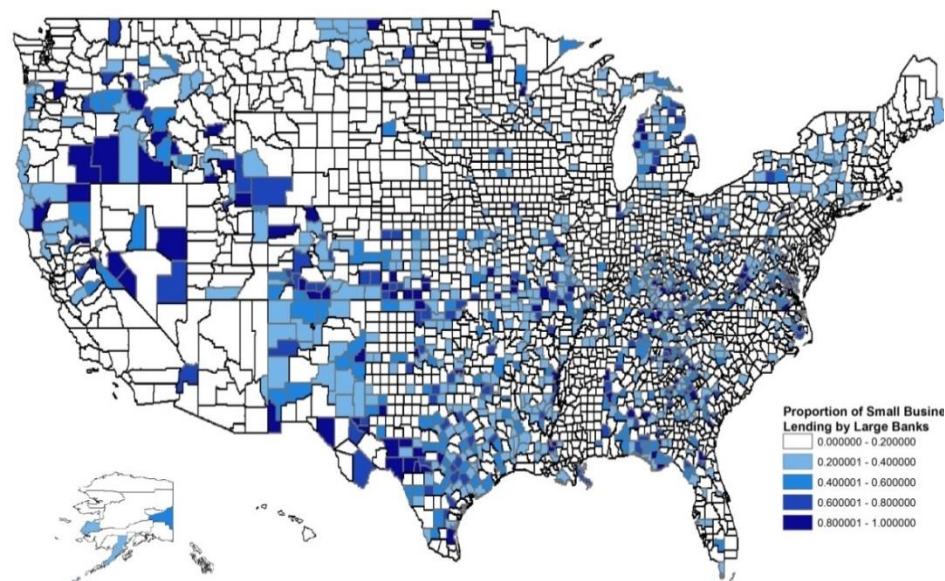 Proportion of Small Busine
Lending by Large Banks
0.000000 - 0.200000
0.200001 - 0.400000
0.400001 - 0.600000
0.600001 - 0.800000
0.800001 - 1.000000